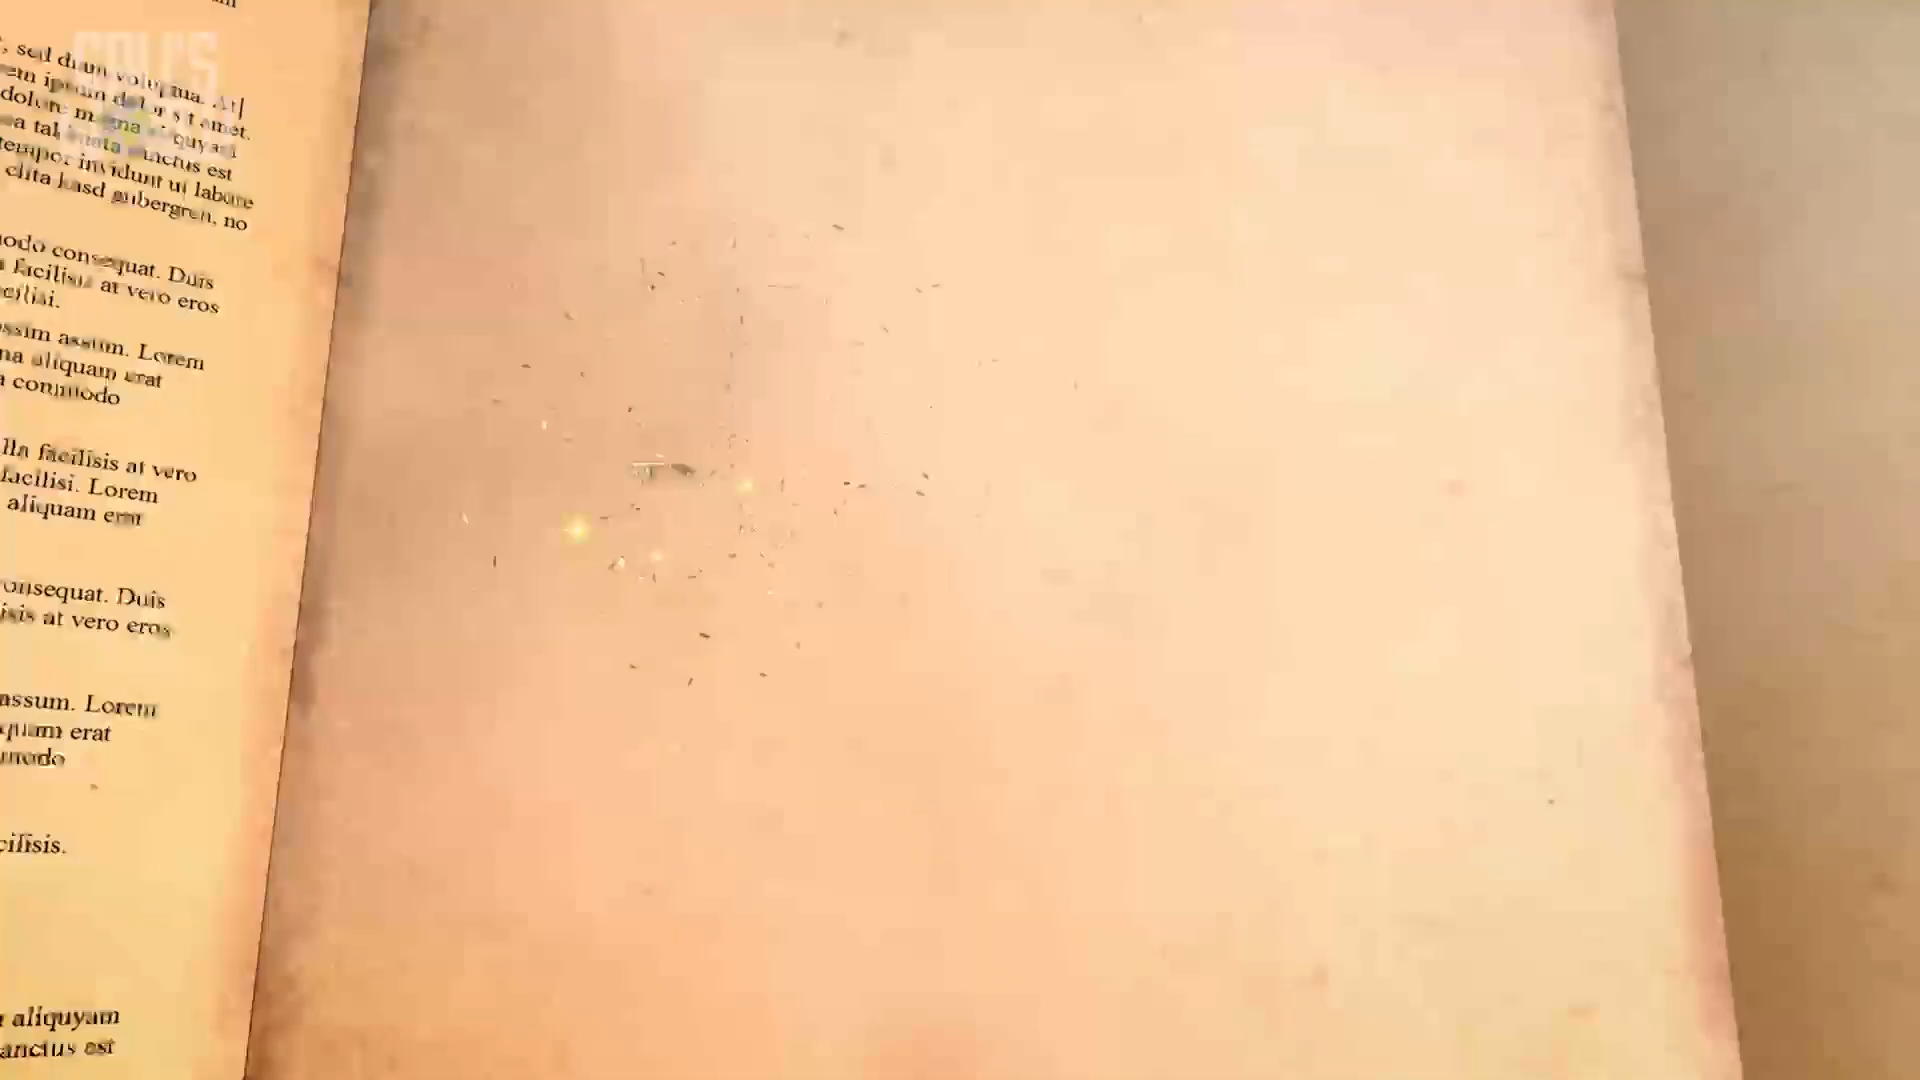 sed diam voluptua. At
em ipsum dolor sit amet.
dolore magna aliquyam
ea takimata sanctus est
tempor invidunt ut labore
clita kasd gubergren, no
modo consequat. Duis
facilisis at vero eros
cilisi.
ssim assum. Lorem
na aliquam erat
a commodo
lla facilisis at vero
facilisi. Lorem
aliquam erat
onsequat. Duis
isis at vero eros
assum. Lorem
quam erat
modo
cilisis.
aliquyam
anctus est